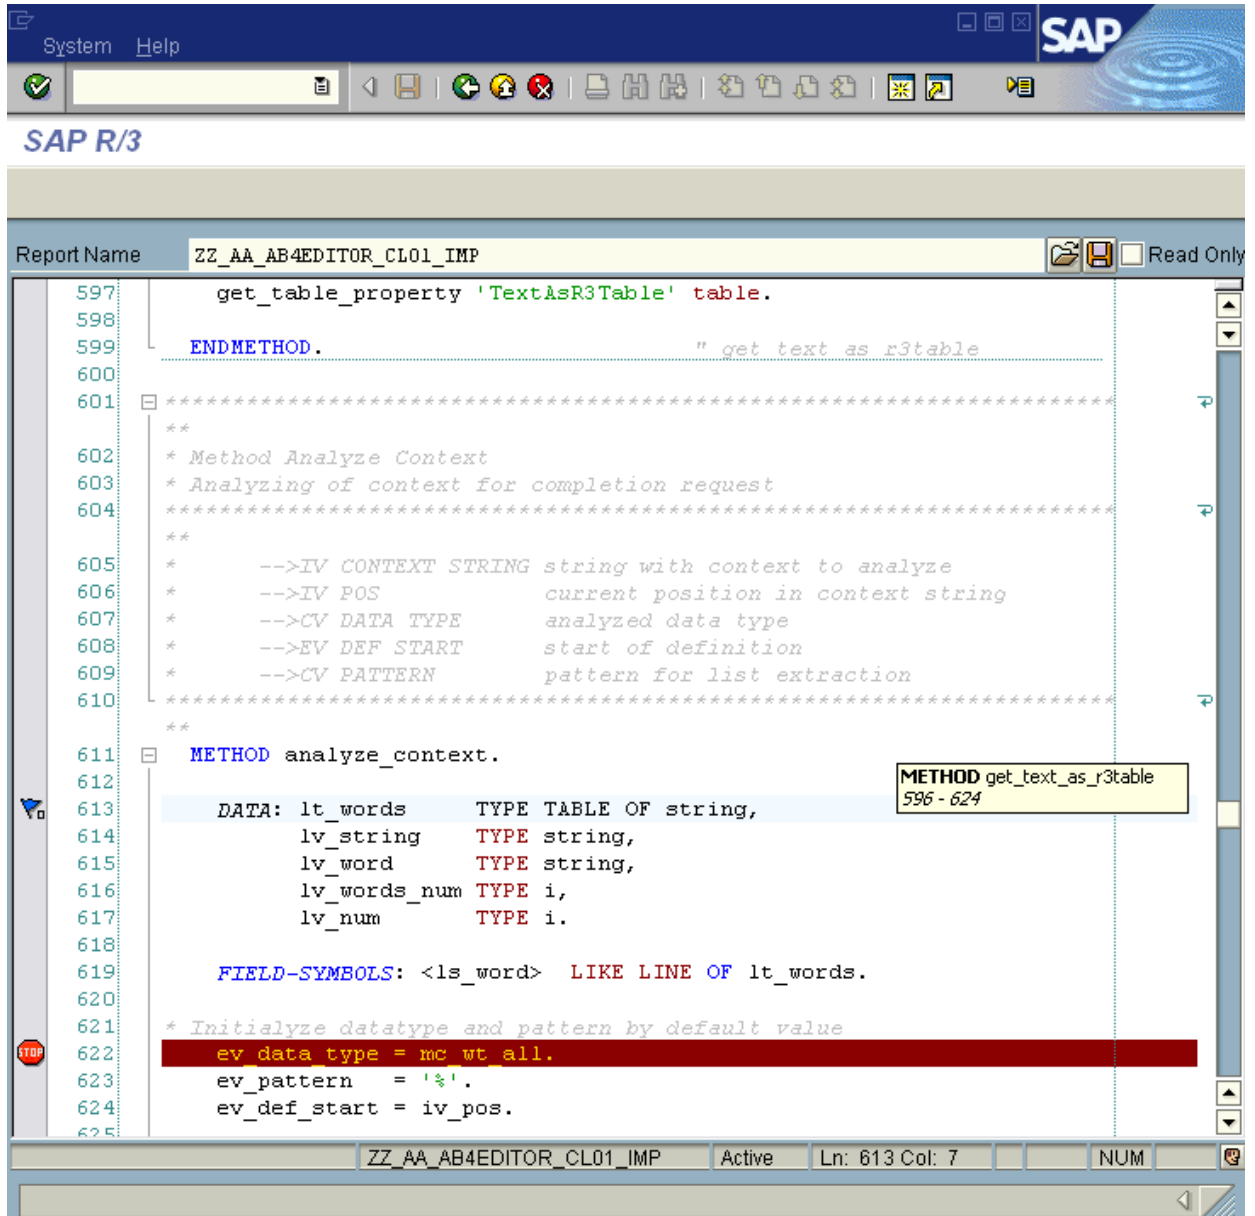 System Help
SAP
SAP R/3
Report Name ZZ_AA_AB4EDITOR_CL01_IMP Read Only
597 get_table_property 'TextAsR3Table' table.
598
599 ENDMETHOD. " get text as r3table
600
601 **********************************************************************
**
602 * Method Analyze Context
603 * Analyzing of context for completion request
604 **********************************************************************
**
605 * -->IV CONTEXT STRING string with context to analyze
606 * -->IV POS current position in context string
607 * -->CV DATA TYPE analyzed data type
608 * -->EV DEF START start of definition
609 * -->CV PATTERN pattern for list extraction
610 **********************************************************************
**
611 METHOD analyze_context.
612
METHOD get_text_as_r3table
596 - 624
613 DATA: lt_words TYPE TABLE OF string,
614 lv_string TYPE string,
615 lv_word TYPE string,
616 lv_words_num TYPE i,
617 lv_num TYPE i.
618
619 FIELD-SYMBOLS: <ls_word> LIKE LINE OF lt_words.
620
621 * Initialyze datatype and pattern by default value
STOP 622 ev_data_type = mc_wt_all.
623 ev_pattern = '%'.
624 ev_def_start = iv_pos.
625
ZZ_AA_AB4EDITOR_CL01_IMP Active Ln: 613 Col: 7 NUM